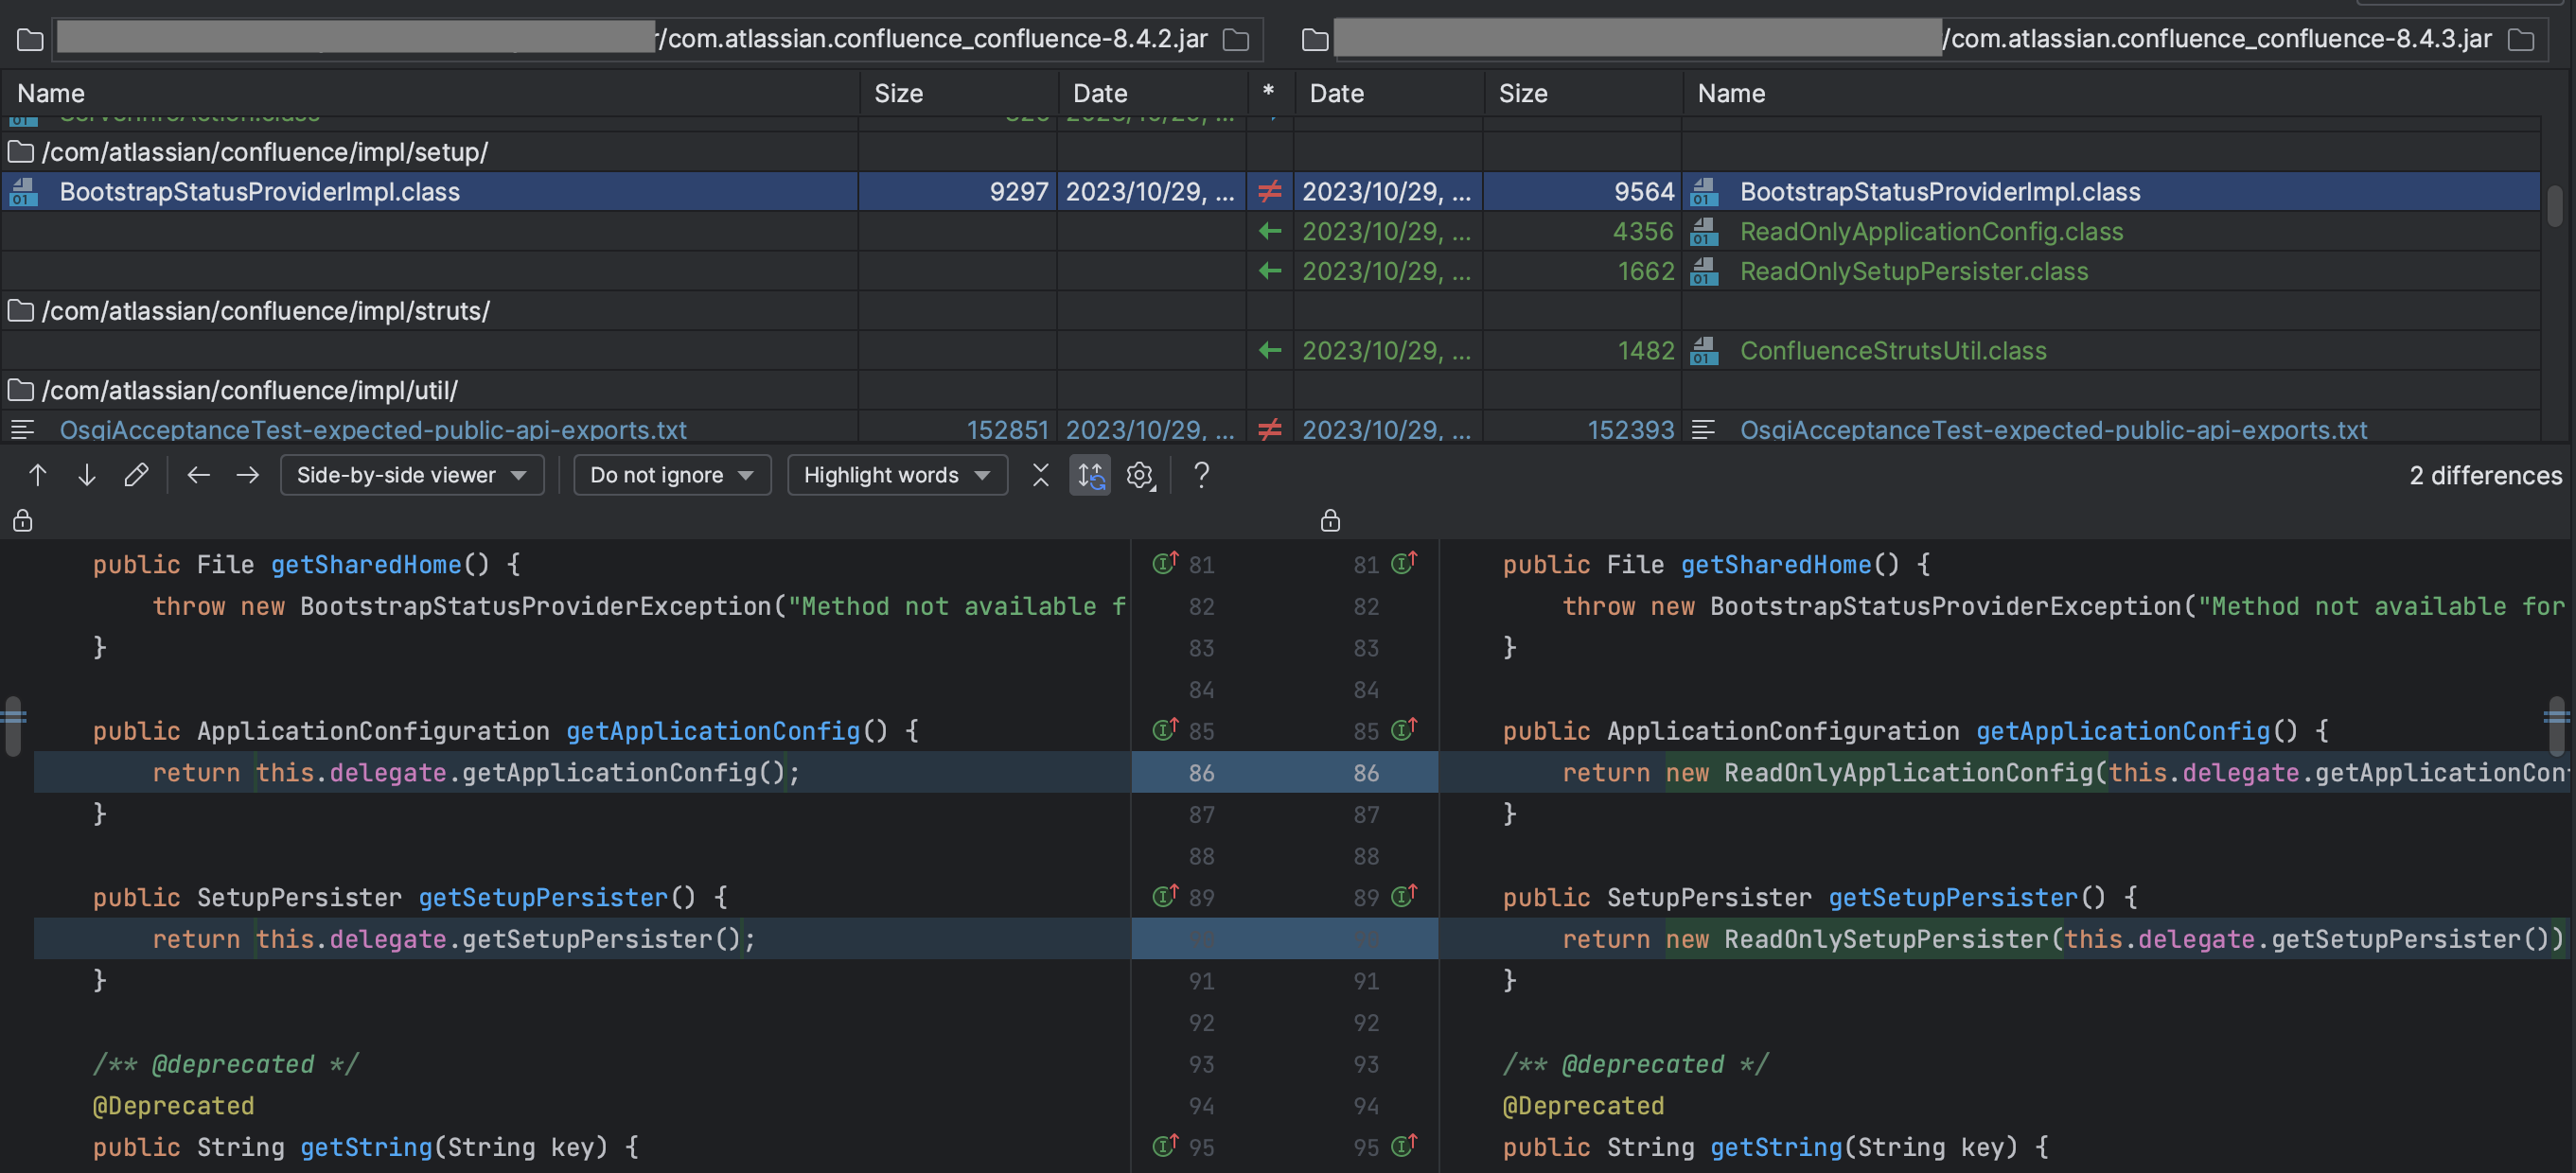 r/com.atlassian.confluence_confluence-8.4.2.jar /com.atlassian.confluence_confluence-8.4.3.jar
Name Size Date * Date Size Name
/com/atlassian/confluence/impl/setup/
BootstrapStatusProviderImpl.class 9297 2023/10/29, ... ≠ 2023/10/29, ... 9564 BootstrapStatusProviderImpl.class
← 2023/10/29, ... 4356 ReadOnlyApplicationConfig.class
← 2023/10/29, ... 1662 ReadOnlySetupPersister.class
/com/atlassian/confluence/impl/struts/
← 2023/10/29, ... 1482 ConfluenceStrutsUtil.class
/com/atlassian/confluence/impl/util/
OsgiAcceptanceTest-expected-public-api-exports.txt 152851 2023/10/29, ... ≠ 2023/10/29, ... 152393 OsgiAcceptanceTest-expected-public-api-exports.txt
Side-by-side viewer Do not ignore Highlight words ? 2 differences
public File getSharedHome() { 81 81 public File getSharedHome() {
throw new BootstrapStatusProviderException("Method not available f 82 82 throw new BootstrapStatusProviderException("Method not available for
} 83 83 }
84 84
public ApplicationConfiguration getApplicationConfig() { 85 85 public ApplicationConfiguration getApplicationConfig() {
return this.delegate.getApplicationConfig(); 86 86 return new ReadOnlyApplicationConfig(this.delegate.getApplicationCon
} 87 87 }
88 88
public SetupPersister getSetupPersister() { 89 89 public SetupPersister getSetupPersister() {
return this.delegate.getSetupPersister(); return new ReadOnlySetupPersister(this.delegate.getSetupPersister())
} 91 91 }
92 92
/** @deprecated */ 93 93 /** @deprecated */
@Deprecated 94 94 @Deprecated
public String getString(String key) { 95 95 public String getString(String key) {